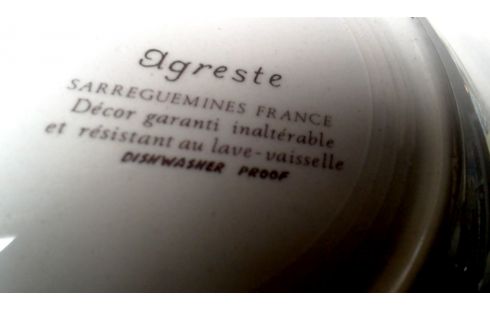 agreste
SARREGUEMINES FRANCE
Décor garanti inaltérable
et résistant au lave-vaisselle
DISHWASHER PROOF